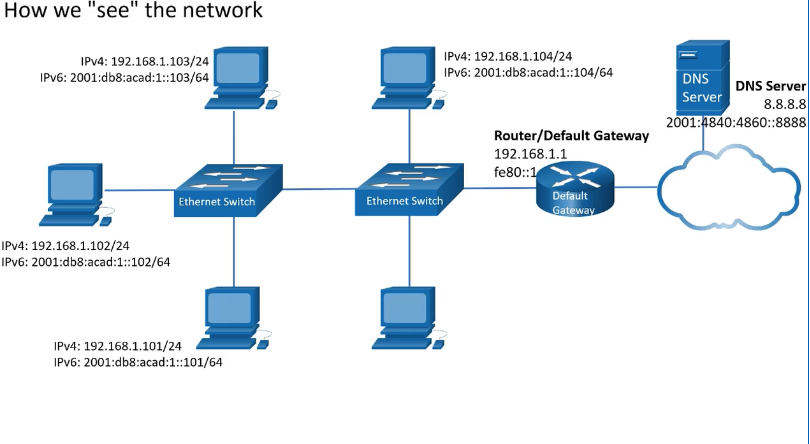 How we "see" the network
IPv4: 192.168.1.103/24
IPv6: 2001:db8:acad:1::103/64
IPv4: 192.168.1.104/24
IPv6: 2001:db8:acad:1::104/64
DNS
Server
DNS Server
8.8.8.8
2001:4840:4860::8888
Router/Default Gateway
192.168.1.1
fe80::1
Ethernet Switch
Ethernet Switch
Default
Gateway
IPv4: 192.168.1.102/24
IPv6: 2001:db8:acad:1::102/64
IPv4: 192.168.1.101/24
IPv6: 2001:db8:acad:1::101/64